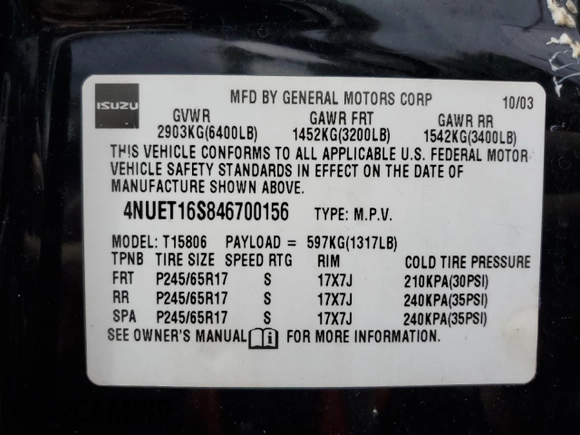 ISUZU
MFD BY GENERAL MOTORS CORP 10/03
GVWR GAWR FRT GAWR RR
2903KG(6400LB) 1452KG(3200LB) 1542KG(3400LB)
THIS VEHICLE CONFORMS TO ALL APPLICABLE U.S. FEDERAL MOTOR
VEHICLE SAFETY STANDARDS IN EFFECT ON THE DATE OF
MANUFACTURE SHOWN ABOVE.
4NUET16S846700156 TYPE: M.P.V.
MODEL: T15806 PAYLOAD = 597KG(1317LB)
TPNB TIRE SIZE SPEED RTG RIM COLD TIRE PRESSURE
FRT P245/65R17 S 17X7J 210KPA(30PSI)
RR P245/65R17 S 17X7J 240KPA(35PSI)
SPA P245/65R17 S 17X7J 240KPA(35PSI)
SEE OWNER'S MANUAL FOR MORE INFORMATION.